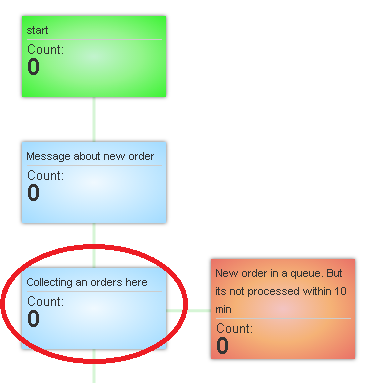 start
Count:
0
Message about new order
Count:
0
Collecting an orders here
Count:
0
New order in a queue. But
its not processed within 10
min
Count:
0